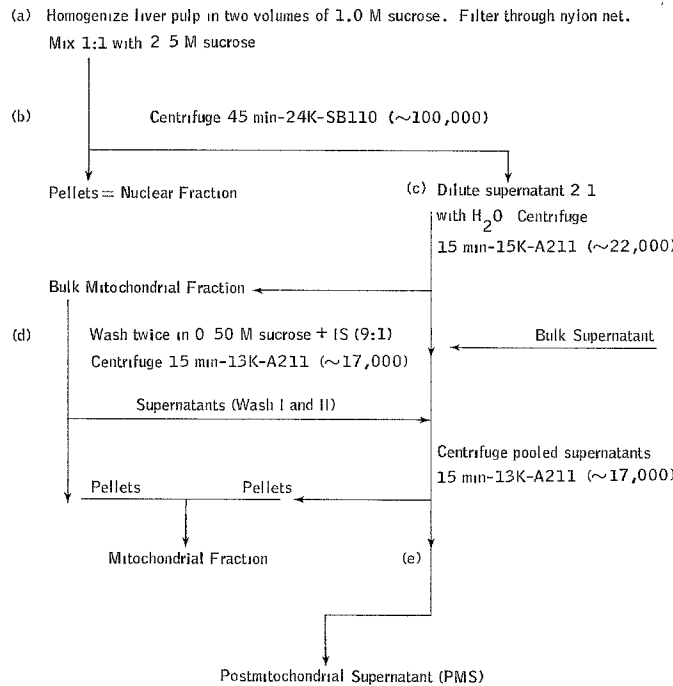 (a) Homogenize liver pulp in two volumes of 1.0 M sucrose. Filter through nylon net.
Mix 1:1 with 2 5 M sucrose
(b) Centrifuge 45 min-24K-SB110 (~100,000)
Pellets = Nuclear Fraction
(c) Dilute supernatant 2 1
with H2O Centrifuge
15 min-15K-A211 (~22,000)
Bulk Mitochondrial Fraction
(d) Wash twice in 0 50 M sucrose + IS (9:1)
Centrifuge 15 min-13K-A211 (~17,000)
Bulk Supernatant
Supernatants (Wash I and II)
Centrifuge pooled supernatants
15 min-13K-A211 (~17,000)
Pellets Pellets
Mitochondrial Fraction
(e)
Postmitochondrial Supernatant (PMS)